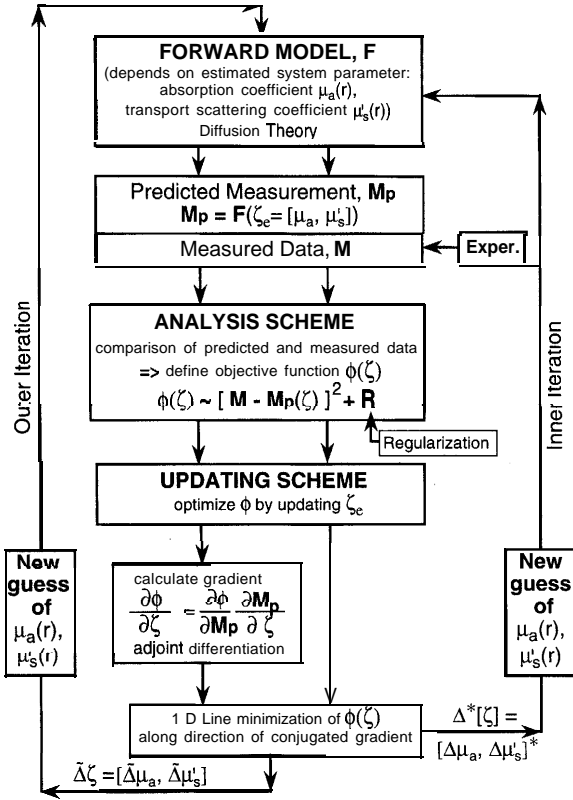 FORWARD MODEL, F
(depends on estimated system parameter:
absorption coefficient μa(r),
transport scattering coefficient μ's(r))
Diffusion Theory
Predicted Measurement, Mp
Mp = F(ζe=[μa, μ's])
Measured Data, M
Exper.
ANALYSIS SCHEME
comparison of predicted and measured data
=> define objective function ϕ(ζ)
ϕ(ζ) ~ [ M - Mp(ζ) ]² + R
Regularization
UPDATING SCHEME
optimize ϕ by updating ζe
Outer Iteration
Inner Iteration
New
guess
of
μa(r),
μ's(r)
calculate gradient
∂ϕ/∂ζ = ∂ϕ/∂Mp ∂Mp/∂ζ
adjoint differentiation
New
guess
of
μa(r),
μ's(r)
1 D Line minimization of ϕ(ζ)
along direction of conjugated gradient
Δ*[ζ] =
[Δμa, Δμ's]*
Δ̃ζ = [Δ̃μa, Δ̃μ's]